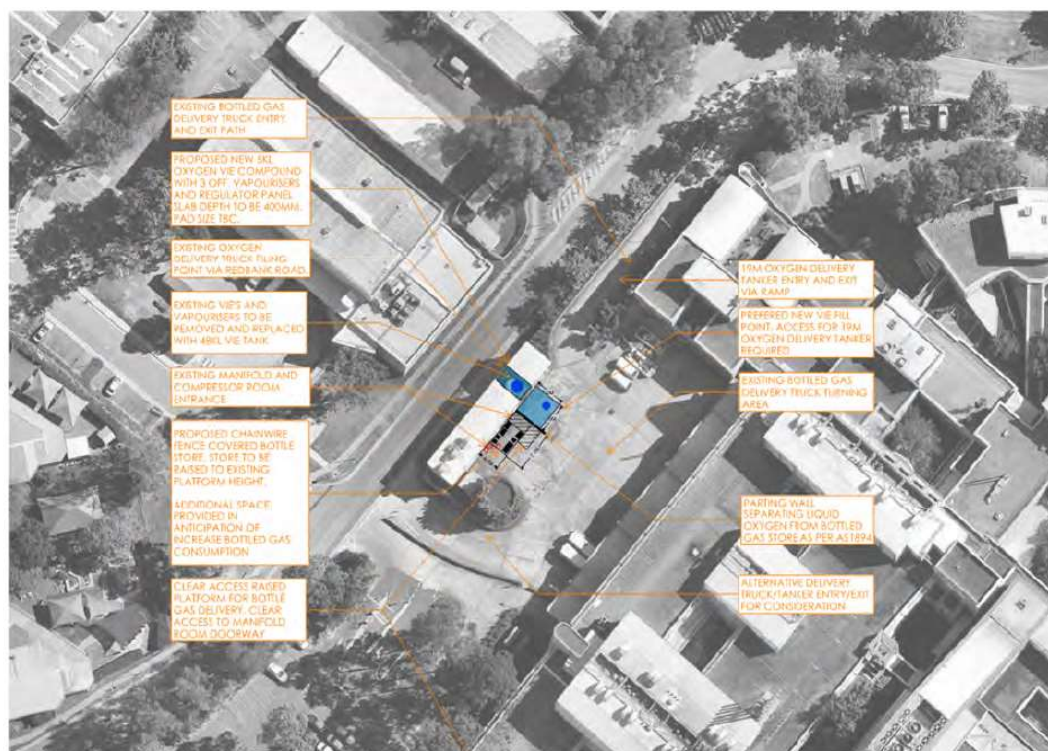 EXISTING BOTTLED GAS
DELIVERY TRUCK ENTRY
AND EXIT PATH
PROPOSED NEW 5KL
OXYGEN VIE COMPOUND
WITH 3 OFF. VAPOURISERS
AND REGULATOR PANEL
SLAB DEPTH TO BE 400MM.
PAD SIZE TBC.
EXISTING OXYGEN
DELIVERY TRUCK FILING
POINT VIA REDBANK ROAD.
EXISTING VIE'S AND
VAPOURISERS TO BE
REMOVED AND REPLACED
WITH 48KL VIE TANK
EXISTING MANIFOLD AND
COMPRESSOR ROOM
ENTRANCE
PROPOSED CHAINWIRE
FENCE COVERED BOTTLE
STORE. STORE TO BE
RAISED TO EXISTING
PLATFORM HEIGHT.
ADDITIONAL SPACE
PROVIDED IN
ANTICIPATION OF
INCREASE BOTTLED GAS
CONSUMPTION
CLEAR ACCESS RAISED
PLATFORM FOR BOTTLE
GAS DELIVERY. CLEAR
ACCESS TO MANIFOLD
ROOM DOORWAY
19M OXYGEN DELIVERY
TANKER ENTRY AND EXIT
VIA RAMP
PREFERED NEW VIE FILL
POINT. ACCESS FOR 19M
OXYGEN DELIVERY TANKER
REQUIRED
EXISTING BOTTLED GAS
DELIVERY TRUCK TURNING
AREA
PARTING WALL
SEPARATING LIQUID
OXYGEN FROM BOTTLED
GAS STORE AS PER AS1894
ALTERNATIVE DELIVERY
TRUCK/TANKER ENTRY/EXIT
FOR CONSIDERATION